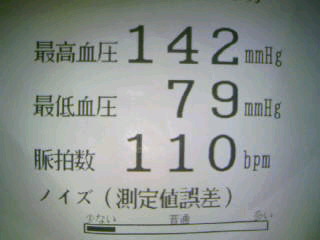 最高血圧 142 mmHg
最低血圧 79 mmHg
脈拍数 110 bpm
ノイズ(測定値誤差)
少ない 普通 多い